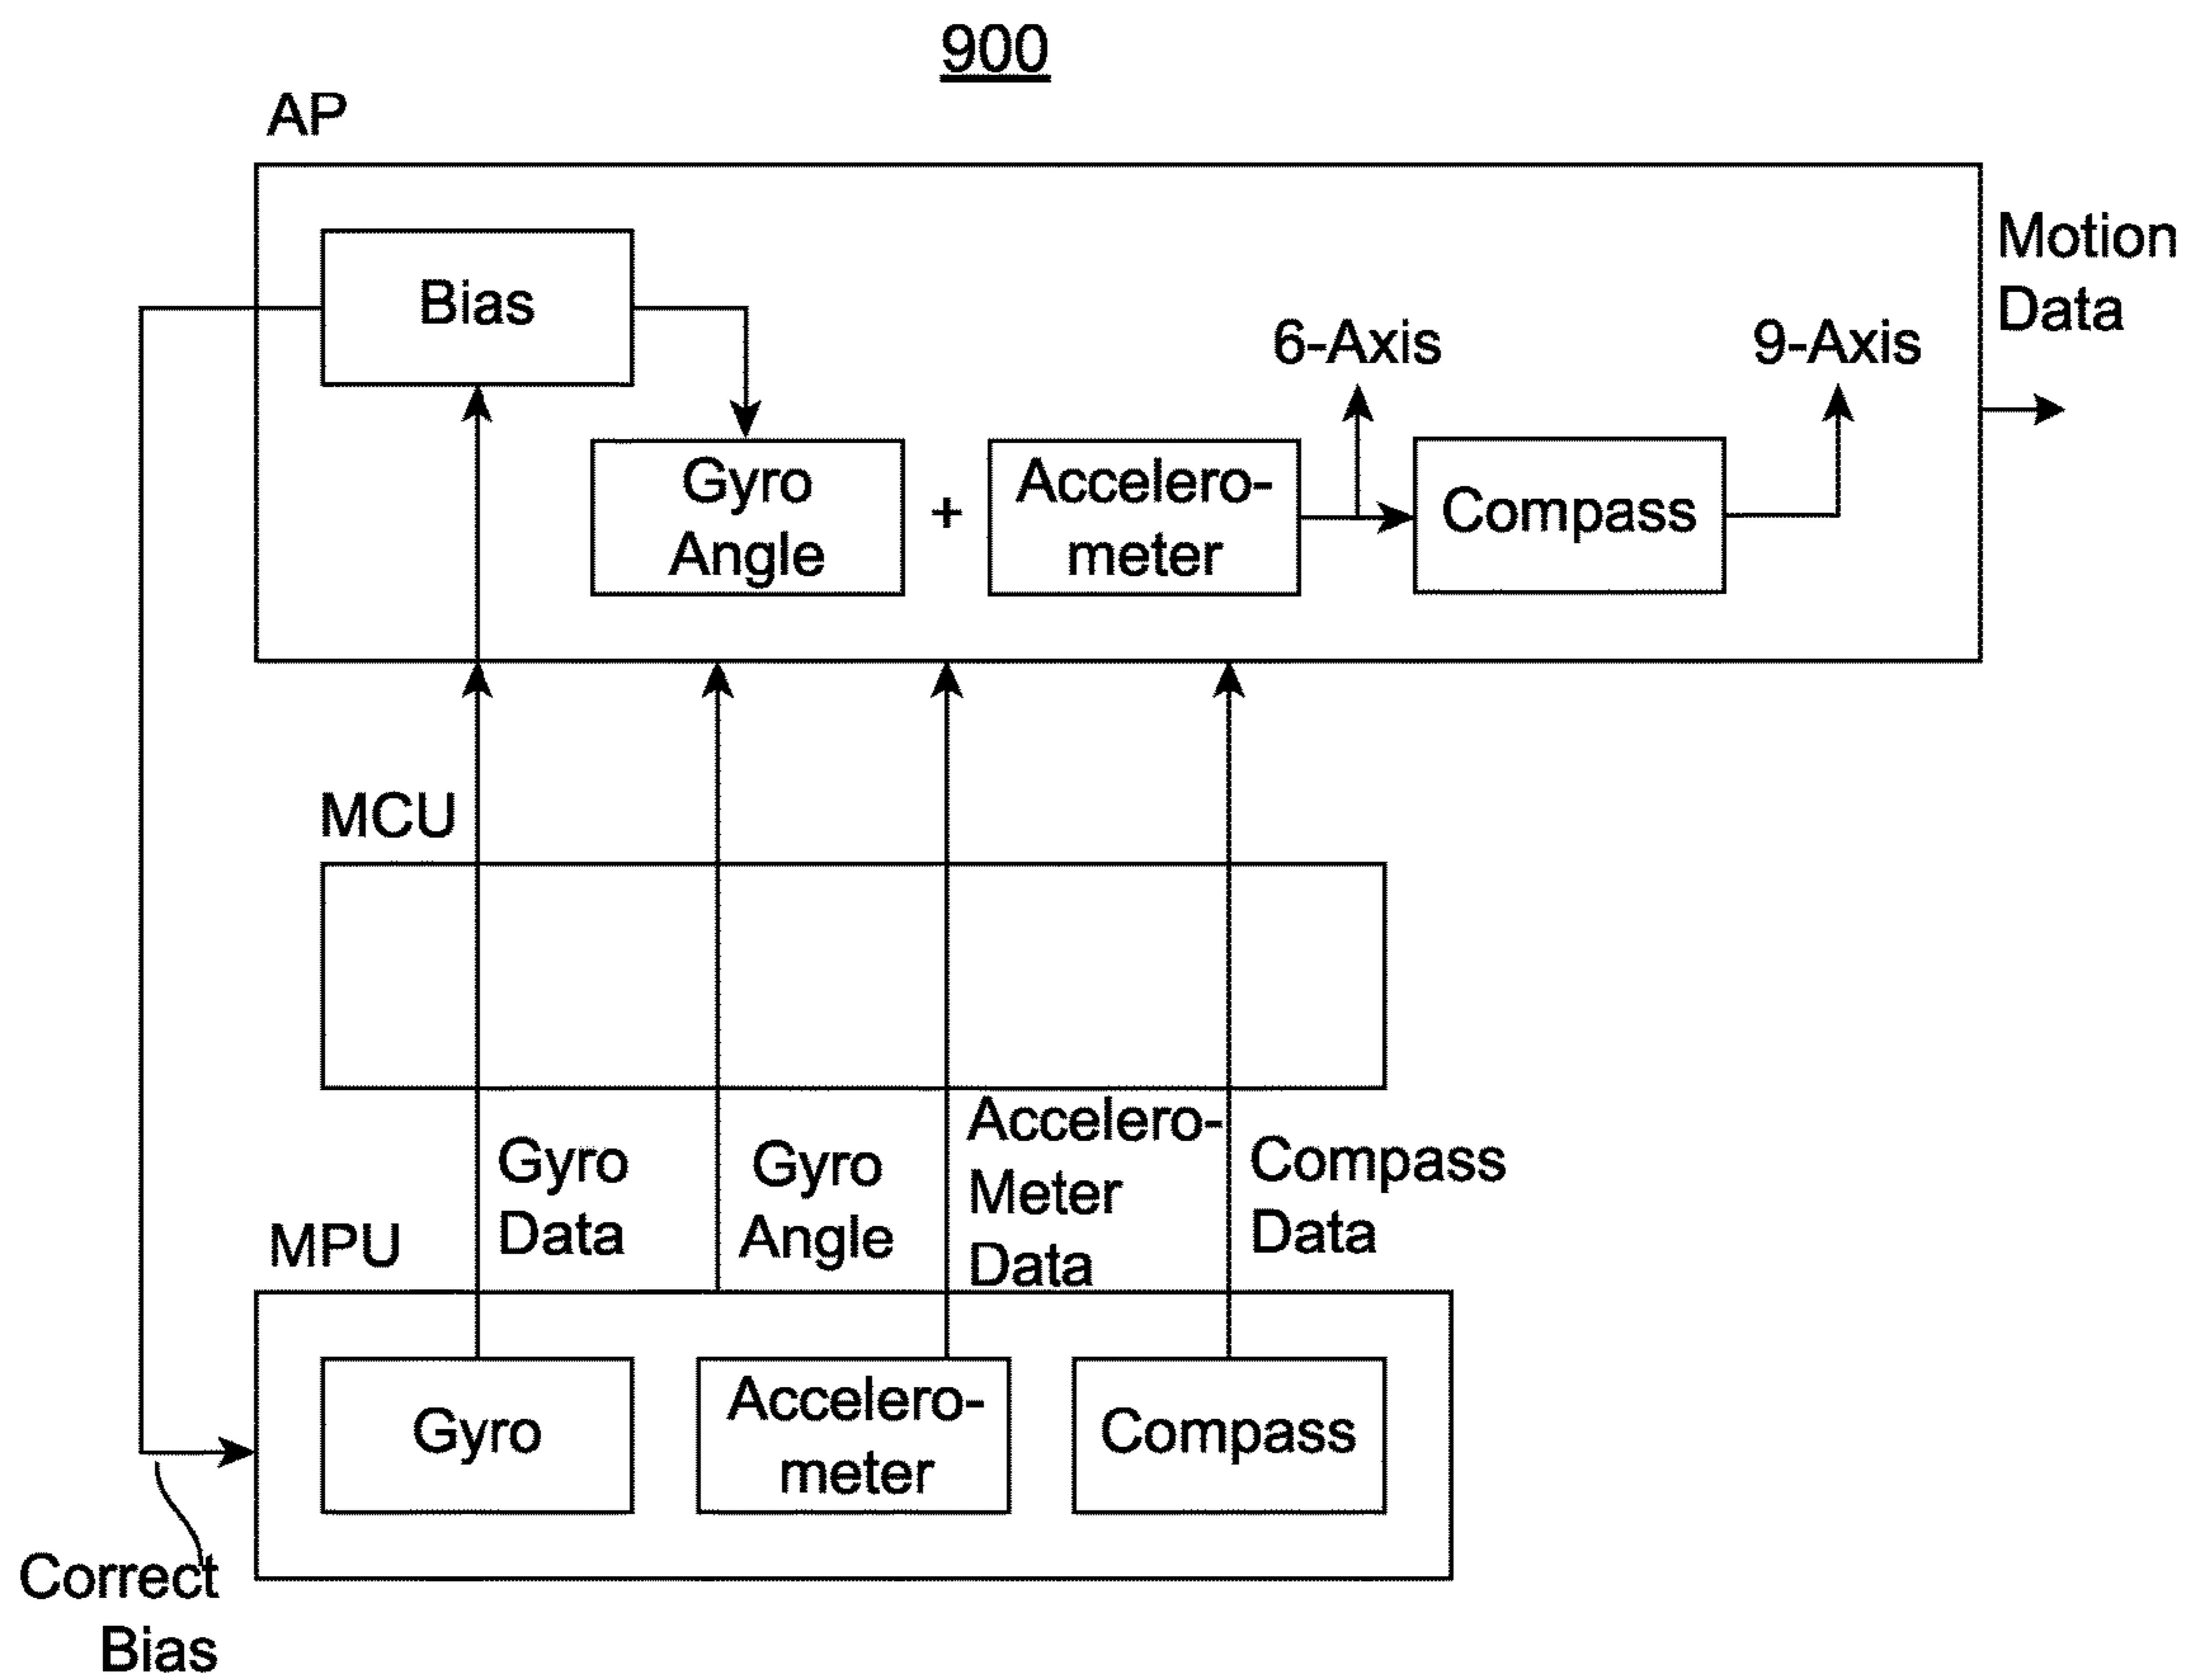 900
AP
Motion
Data
Bias
6-Axis
9-Axis
Gyro
Angle
+
Accelero-
meter
Compass
MCU
Gyro
Data
Gyro
Angle
Accelero-
Meter
Data
Compass
Data
MPU
Gyro
Accelero-
meter
Compass
Correct
Bias